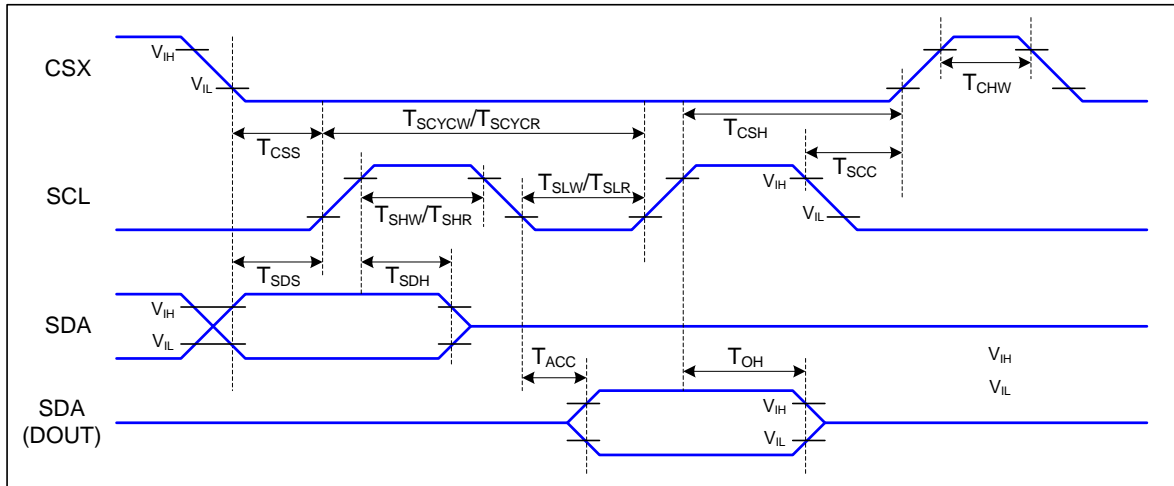 CSX
VIH
VIL
TCHW
TSCYCW/TSCYCR
TCSS
TCSH
TSCC
SCL
TSLW/TSLR
VIH
VIL
TSHW/TSHR
TSDS
TSDH
SDA
VIH
VIL
TACC
TOH
VIH
VIL
SDA
(DOUT)
VIH
VIL